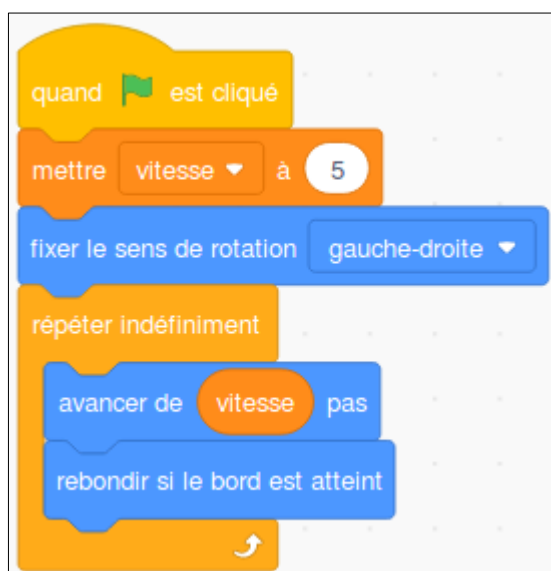 quand est cliqué
mettre vitesse à 5
fixer le sens de rotation gauche-droite
répéter indéfiniment
avancer de vitesse pas
rebondir si le bord est atteint